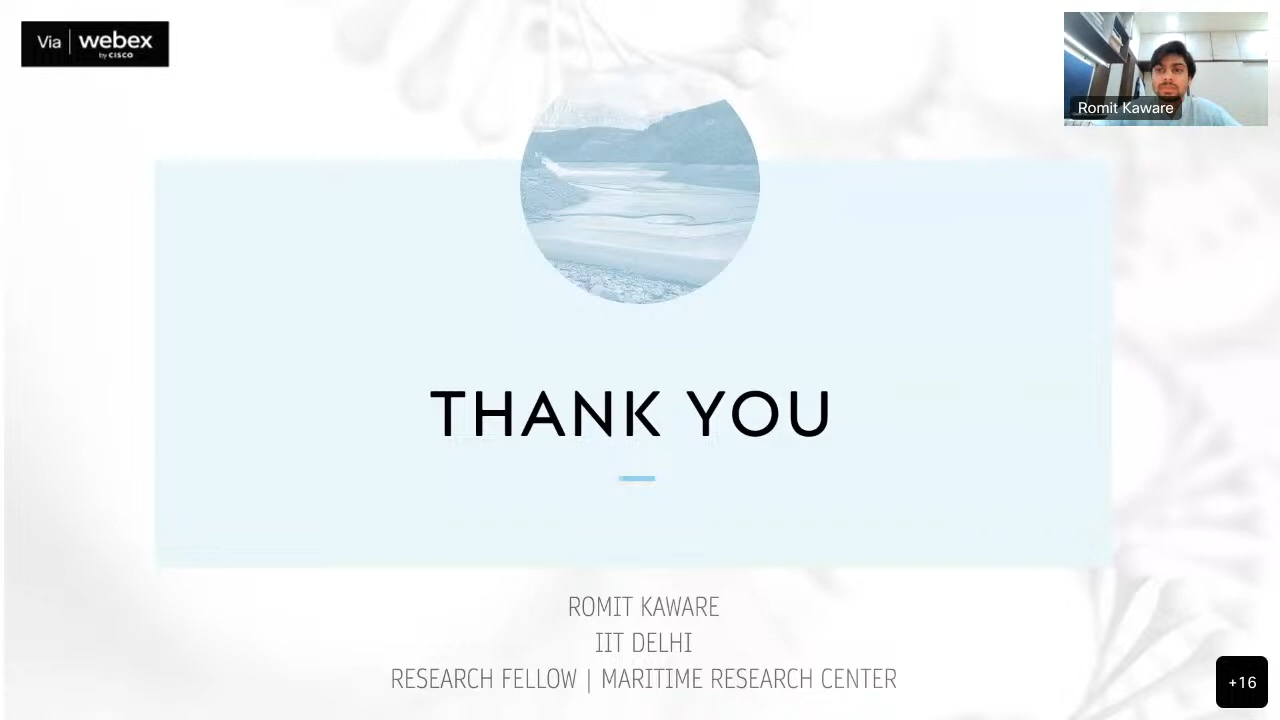 Via | webex
by CISCO
Romit Kaware
THANK YOU
ROMIT KAWARE
IIT DELHI
RESEARCH FELLOW | MARITIME RESEARCH CENTER
+16